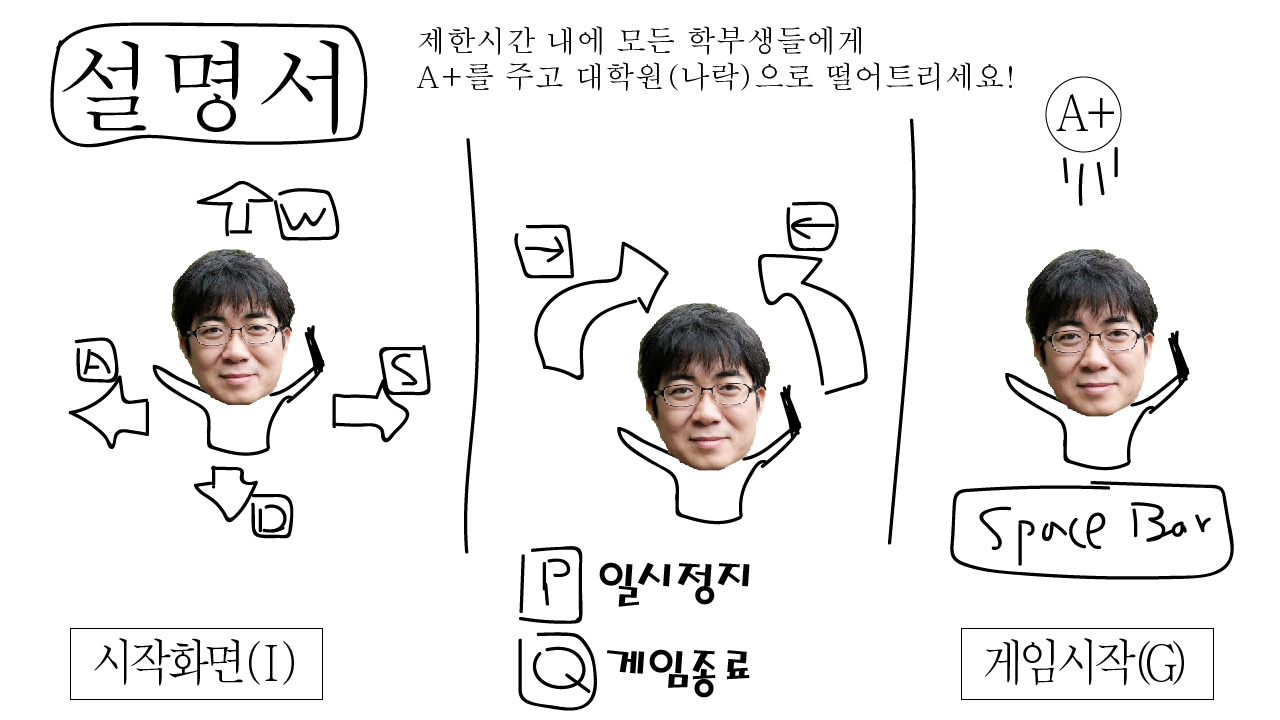 설명서
제한시간 내에 모든 학부생들에게
A+를 주고 대학원(나락)으로 떨어트리세요!
A+
W
A
S
D
→
←
Space Bar
P 일시정지
Q 게임종료
시작화면(I)
게임시작(G)